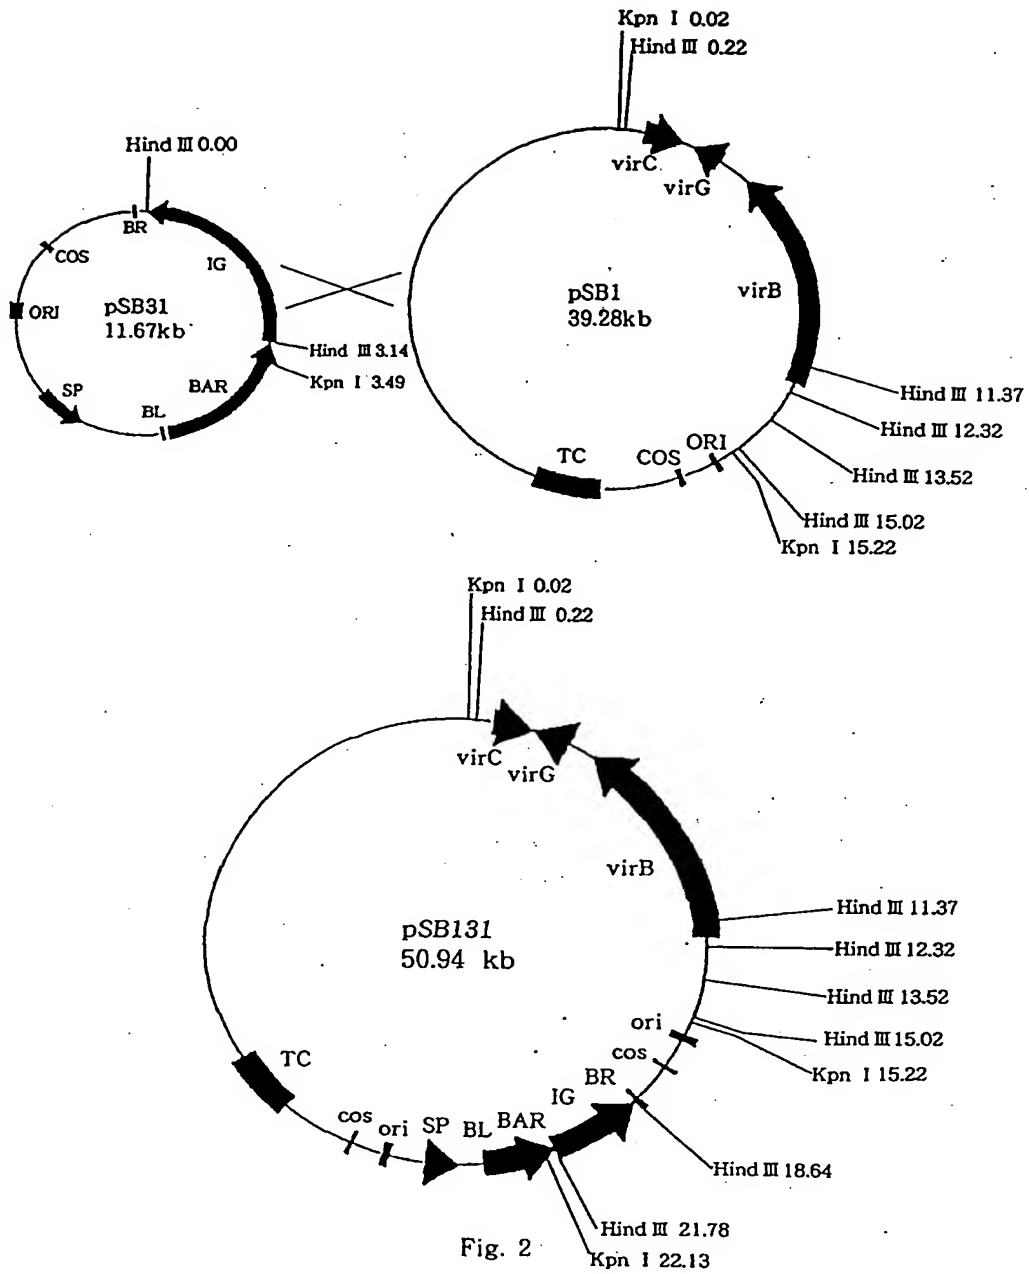 Kpn I 0.02
Hind III 0.22
Hind III 0.00
virC
virG
BR
COS
IG
pSB31
11.67kb
ORI
pSB1
39.28kb
virB
Hind III 3.14
Kpn I 3.49
BAR
SP
BL
Hind III 11.37
Hind III 12.32
ORI
COS
TC
Hind III 13.52
Hind III 15.02
Kpn I 15.22
Kpn I 0.02
Hind III 0.22
virC
virG
virB
pSB131
50.94 kb
Hind III 11.37
Hind III 12.32
Hind III 13.52
ori
Hind III 15.02
cos
Kpn I 15.22
TC
BR
IG
BAR
BL
SP
ori
cos
Hind III 18.64
Hind III 21.78
Kpn I 22.13
Fig. 2